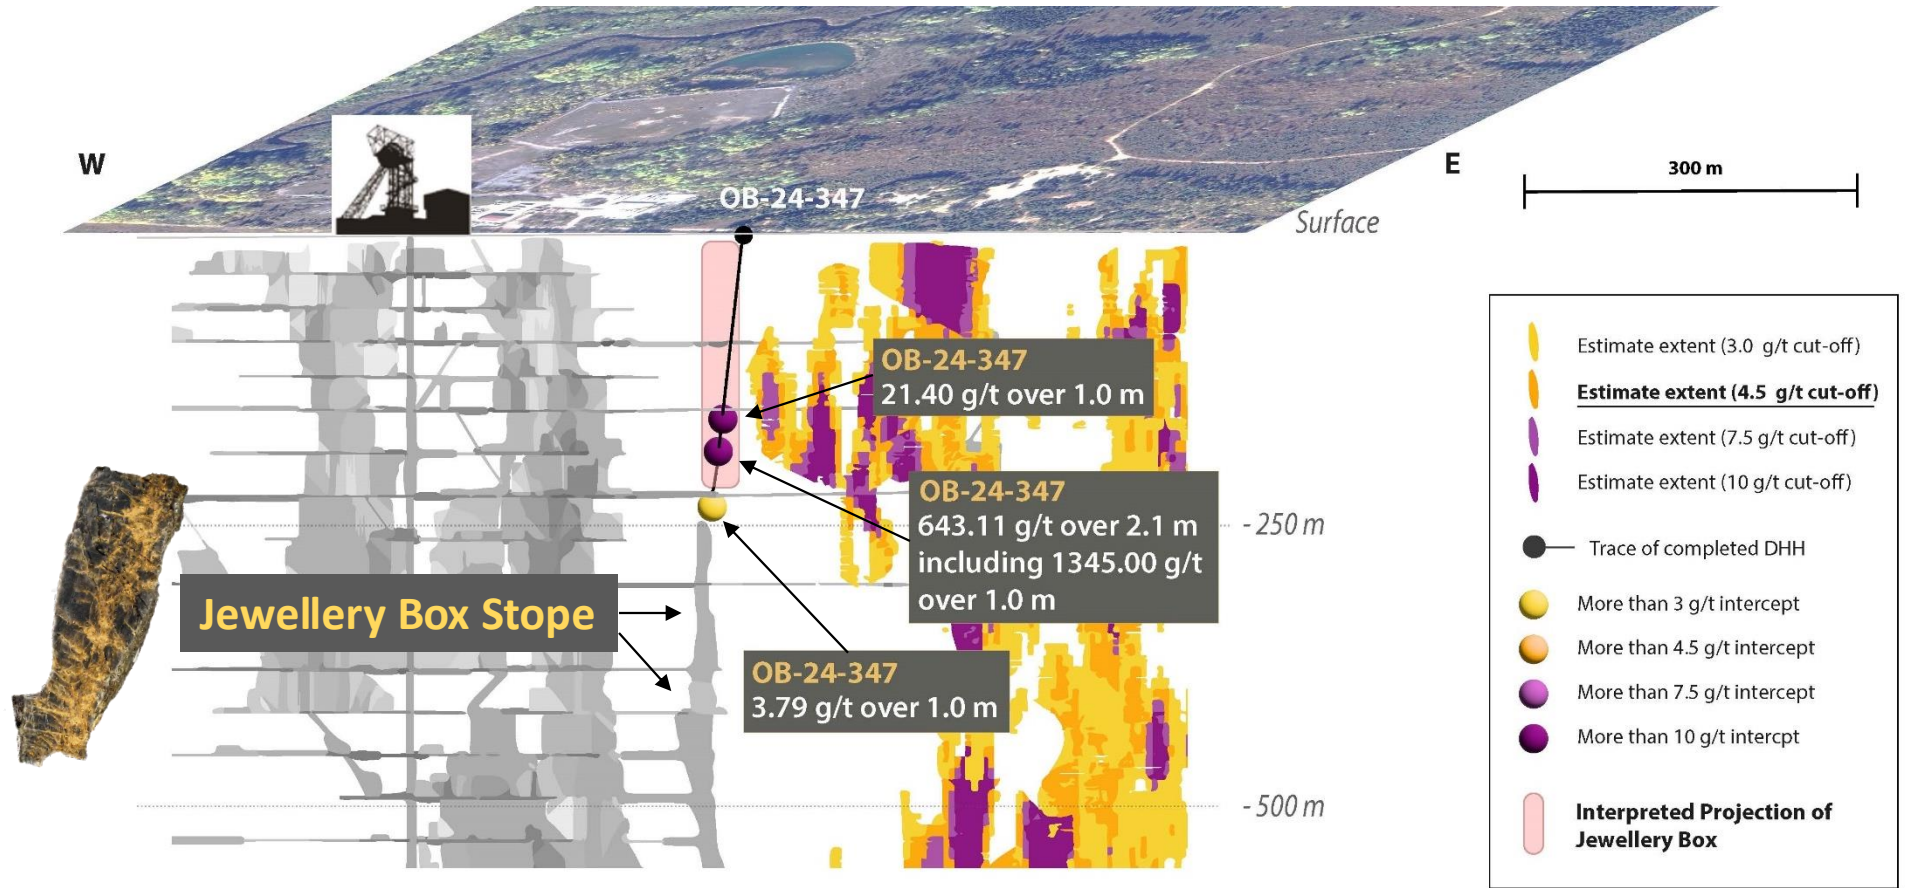 W
E
300 m
OB-24-347
Surface
OB-24-347
21.40 g/t over 1.0 m
OB-24-347
643.11 g/t over 2.1 m
including 1345.00 g/t
over 1.0 m
- 250 m
Jewellery Box Stope
OB-24-347
3.79 g/t over 1.0 m
- 500 m
Estimate extent (3.0 g/t cut-off)
Estimate extent (4.5 g/t cut-off)
Estimate extent (7.5 g/t cut-off)
Estimate extent (10 g/t cut-off)
Trace of completed DHH
More than 3 g/t intercept
More than 4.5 g/t intercept
More than 7.5 g/t intercept
More than 10 g/t intercpt
Interpreted Projection of
Jewellery Box